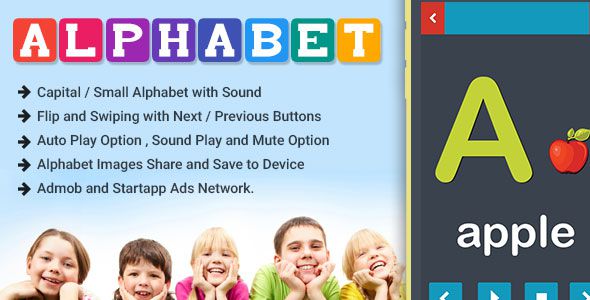 ALPHABET
Capital / Small Alphabet with Sound
Flip and Swiping with Next / Previous Buttons
Auto Play Option , Sound Play and Mute Option
Alphabet Images Share and Save to Device
Admob and Startapp Ads Network.
A
apple